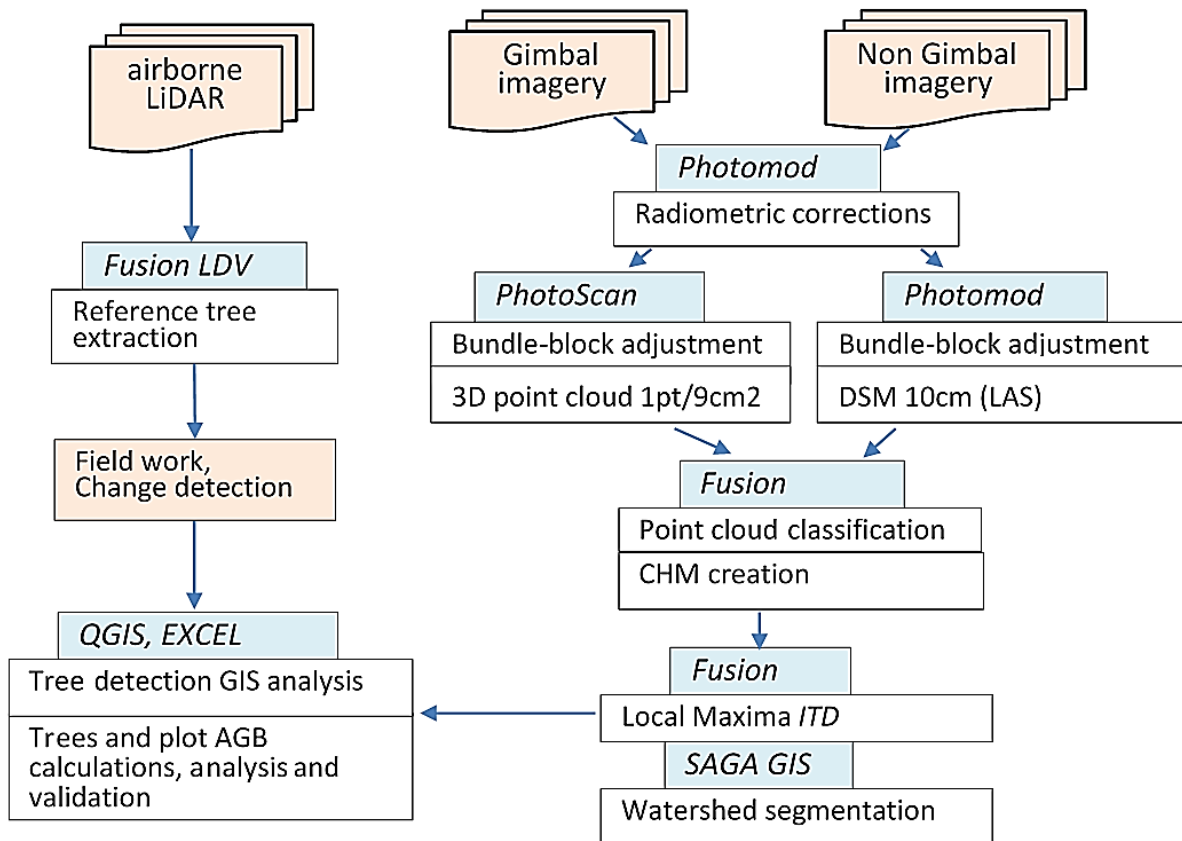 airborne
LiDAR
Gimbal
imagery
Non Gimbal
imagery
Photomod
Radiometric corrections
Fusion LDV
Reference tree
extraction
PhotoScan
Bundle-block adjustment
3D point cloud 1pt/9cm2
Photomod
Bundle-block adjustment
DSM 10cm (LAS)
Field work,
Change detection
Fusion
Point cloud classification
CHM creation
QGIS, EXCEL
Tree detection GIS analysis
Trees and plot AGB
calculations, analysis and
validation
Fusion
Local Maxima ITD
SAGA GIS
Watershed segmentation